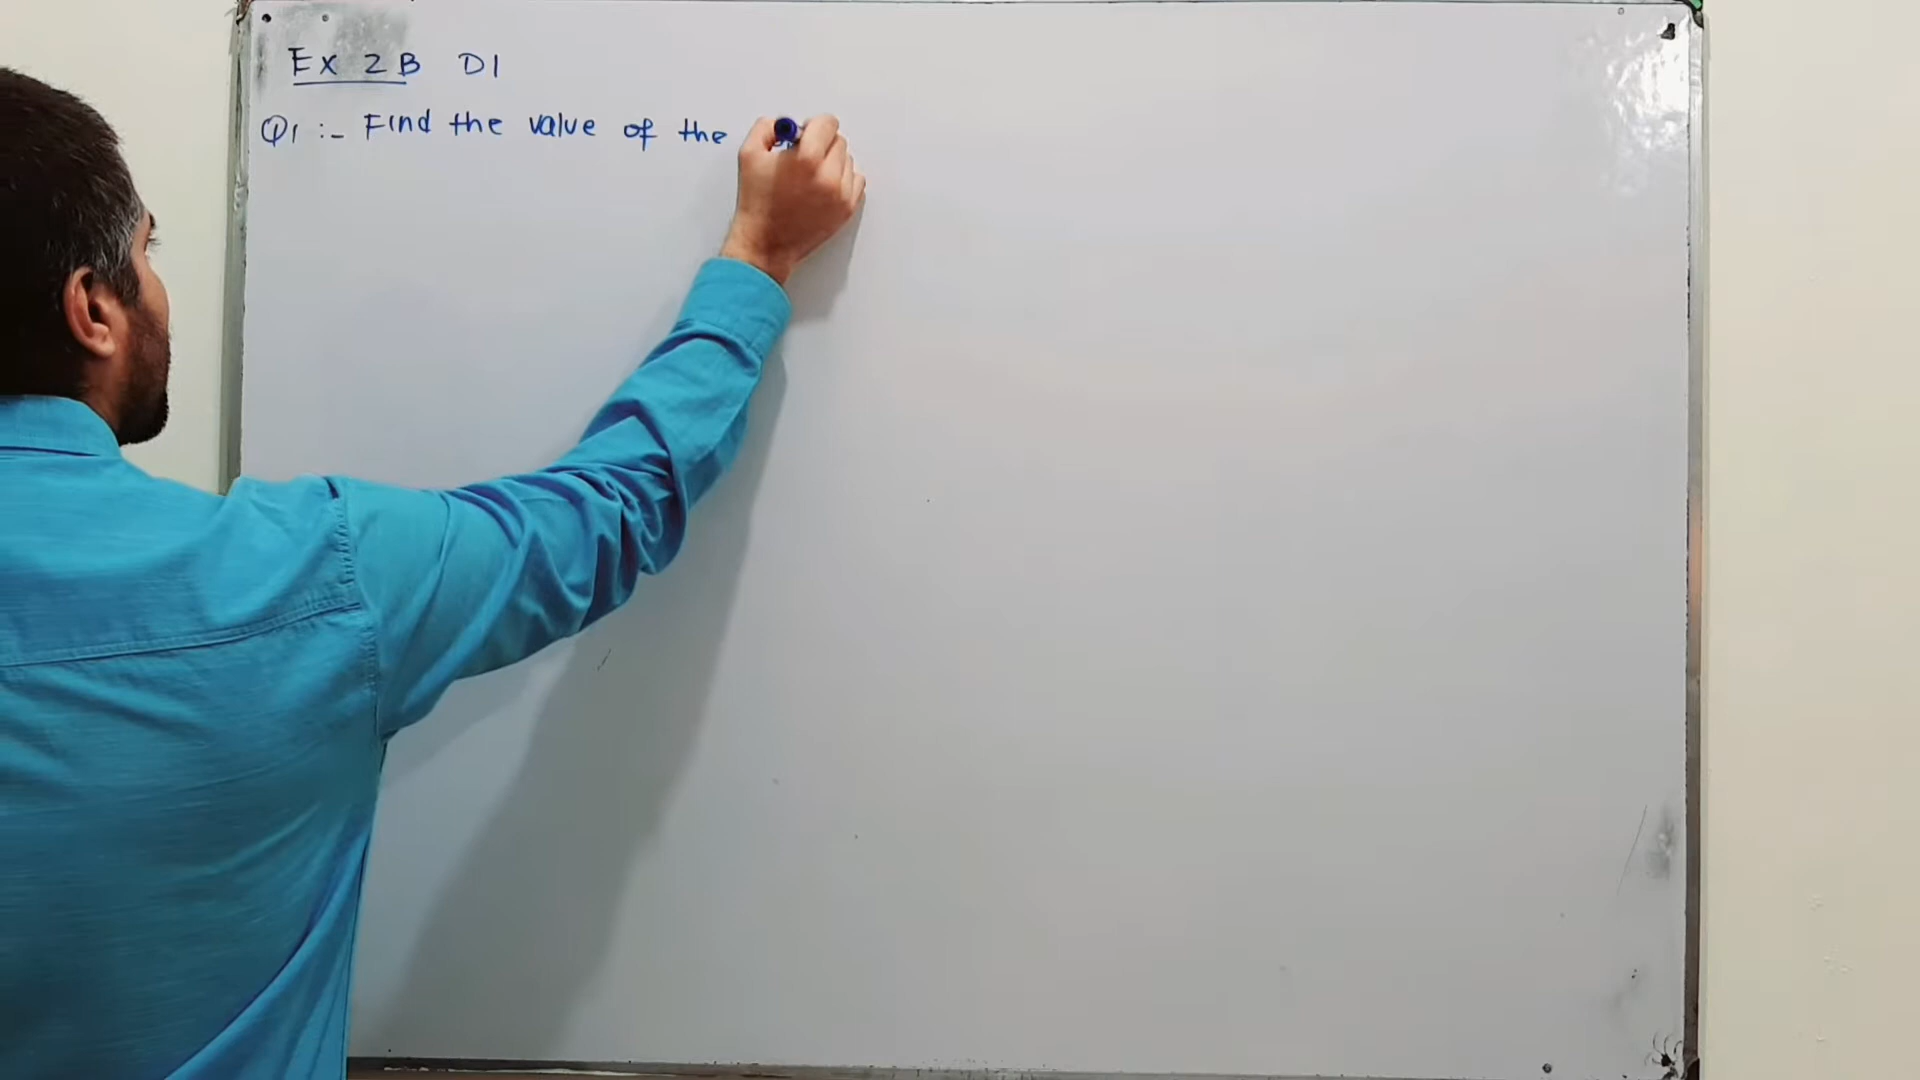 Ex 2B D1
Q1 :- Find the value of the